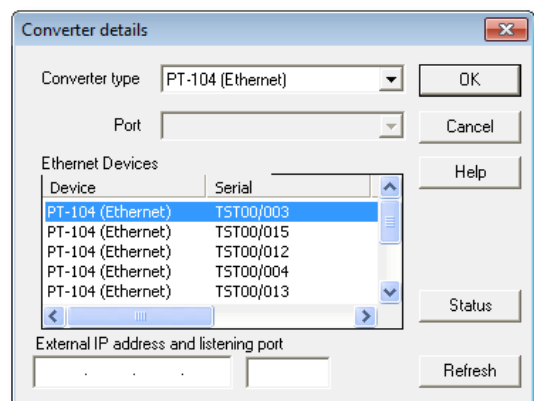 Converter details
Converter type PT-104 (Ethernet) OK
Port Cancel
Ethernet Devices Help
Device Serial
PT-104 (Ethernet) TST00/003
PT-104 (Ethernet) TST00/015
PT-104 (Ethernet) TST00/012
PT-104 (Ethernet) TST00/004
PT-104 (Ethernet) TST00/013
Status
External IP address and listening port
. . . Refresh